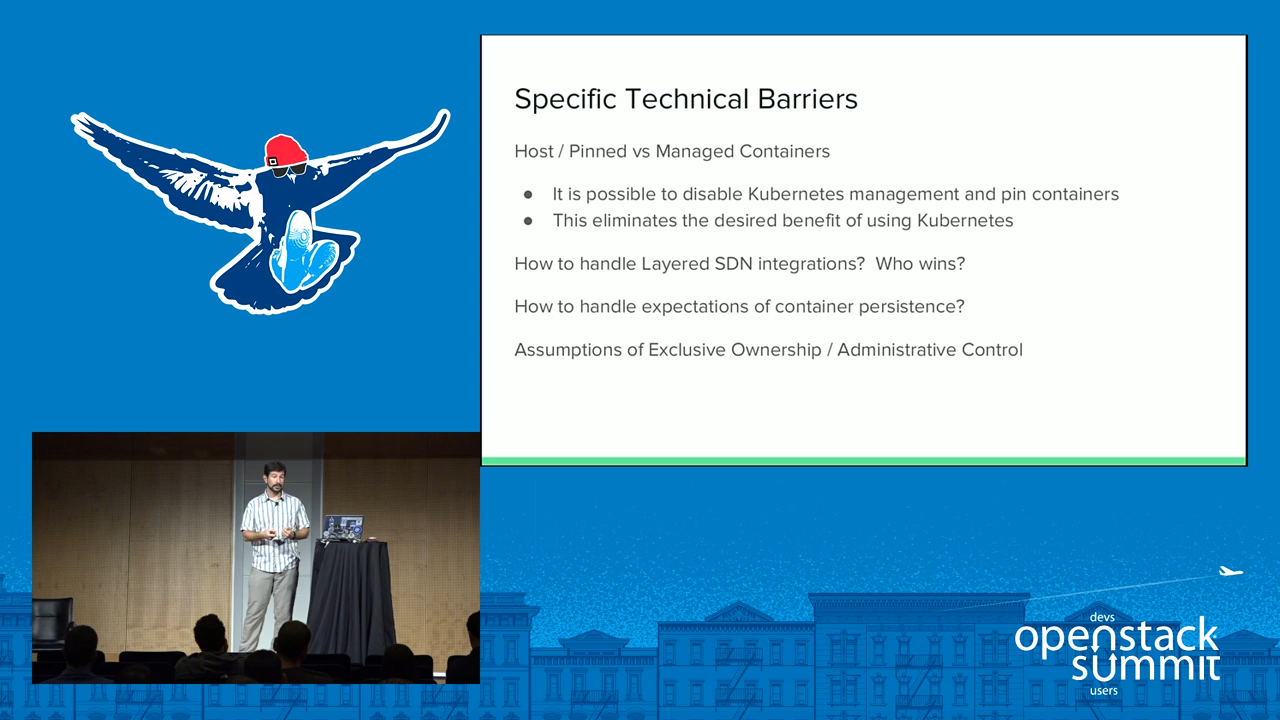 Specific Technical Barriers
Host / Pinned vs Managed Containers
● It is possible to disable Kubernetes management and pin containers
● This eliminates the desired benefit of using Kubernetes
How to handle Layered SDN integrations?  Who wins?
How to handle expectations of container persistence?
Assumptions of Exclusive Ownership / Administrative Control
devs
openstack
summit
users